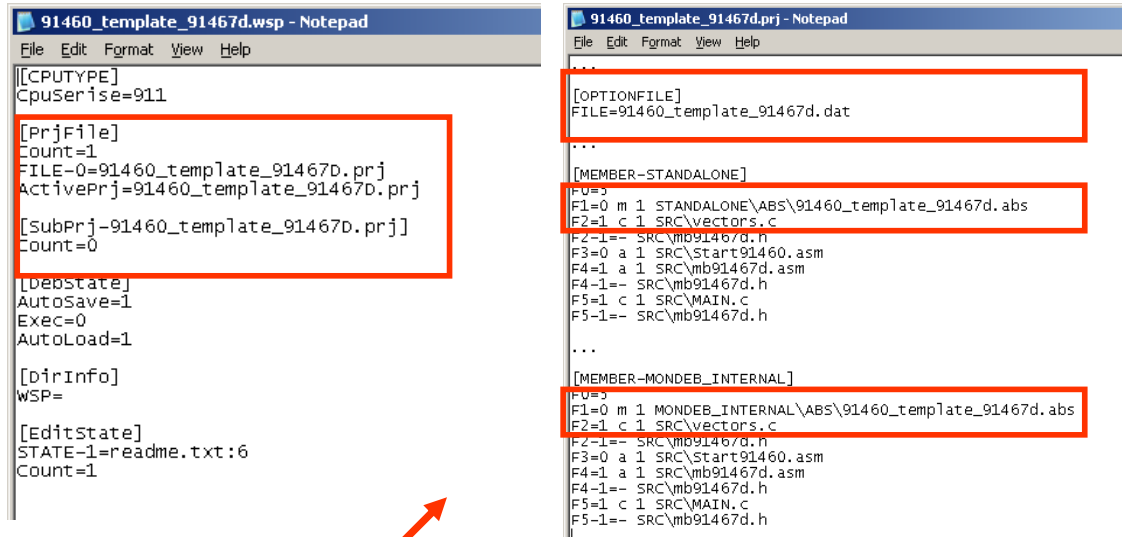 91460_template_91467d.wsp - Notepad
File Edit Format View Help
[CPUTYPE]
CpuSerise=911
[PrjFile]
Count=1
FILE-0=91460_template_91467D.prj
ActivePrj=91460_template_91467D.prj
[SubPrj-91460_template_91467D.prj]
Count=0
[DebState]
AutoSave=1
Exec=0
AutoLoad=1
[DirInfo]
WSP=
[EditState]
STATE-1=readme.txt:6
Count=1
91460_template_91467d.prj - Notepad
File Edit Format View Help
...
[OPTIONFILE]
FILE=91460_template_91467d.dat
...
[MEMBER-STANDALONE]
F0=5
F1=0 m 1 STANDALONE\ABS\91460_template_91467d.abs
F2=1 c 1 SRC\vectors.c
F2-1=- SRC\mb91467d.h
F3=0 a 1 SRC\Start91460.asm
F4=1 a 1 SRC\mb91467d.asm
F4-1=- SRC\mb91467d.h
F5=1 c 1 SRC\MAIN.c
F5-1=- SRC\mb91467d.h
...
[MEMBER-MONDEB_INTERNAL]
F0=5
F1=0 m 1 MONDEB_INTERNAL\ABS\91460_template_91467d.abs
F2=1 c 1 SRC\vectors.c
F2-1=- SRC\mb91467d.h
F3=0 a 1 SRC\Start91460.asm
F4=1 a 1 SRC\mb91467d.asm
F4-1=- SRC\mb91467d.h
F5=1 c 1 SRC\MAIN.c
F5-1=- SRC\mb91467d.h